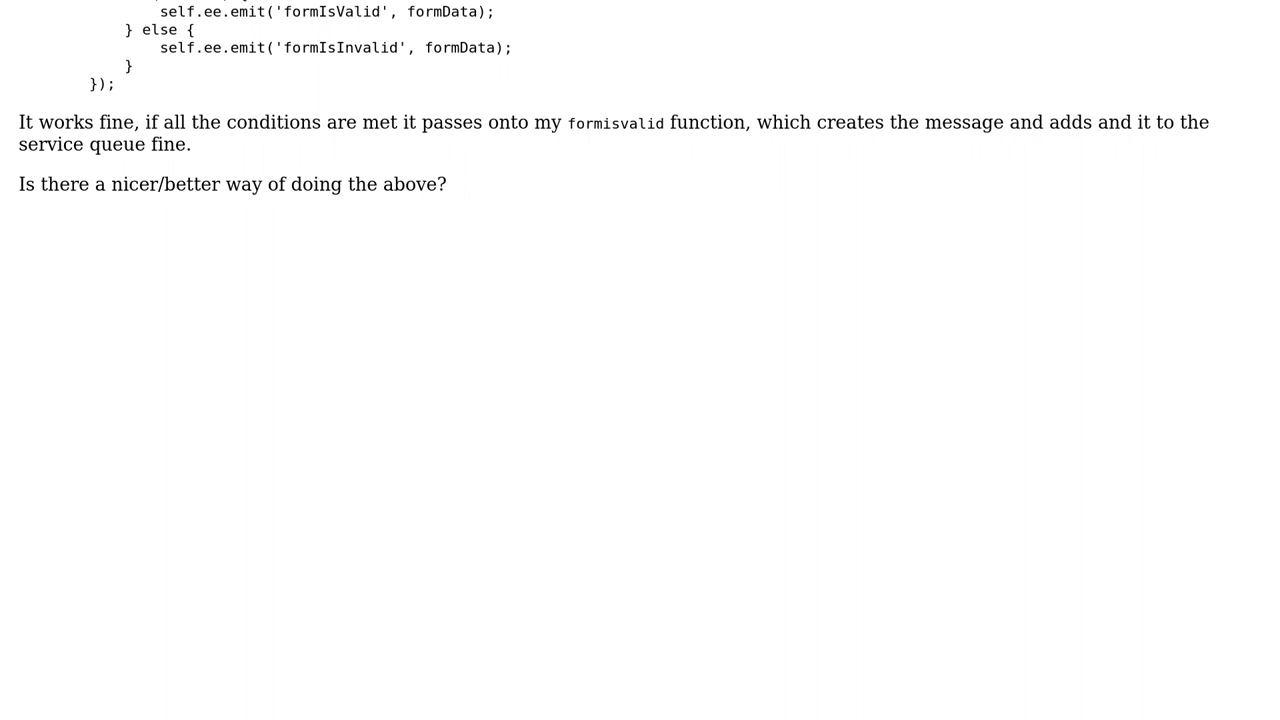 self.ee.emit('formIsValid', formData);
} else {
self.ee.emit('formIsInvalid', formData);
}
});
It works fine, if all the conditions are met it passes onto my formisvalid function, which creates the message and adds and it to the
service queue fine.
Is there a nicer/better way of doing the above?